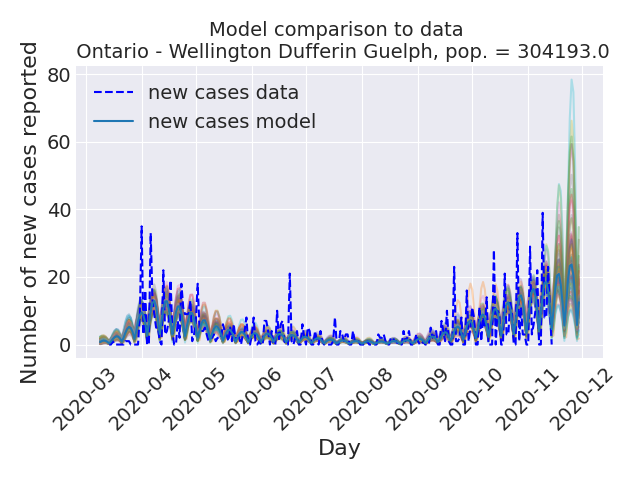 Model comparison to data
Ontario - Wellington Dufferin Guelph, pop. = 304193.0
Number of new cases reported
80
60
40
20
0
new cases data
new cases model
2020-03
2020-04
2020-05
2020-06
2020-07
2020-08
2020-09
2020-10
2020-11
2020-12
Day